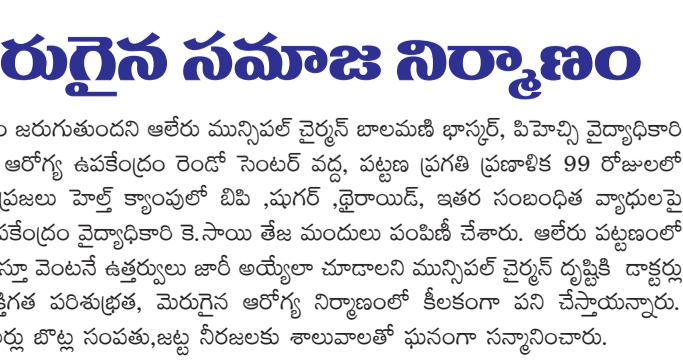 రుగైన సమాజ నిర్మాణం
ం జరుగుతుందని ఆలేరు మున్సిపల్ చైర్మన్ బాలమణి భాస్కర్, పిహెచ్సి వైద్యాధికారి
ఆరోగ్య ఉపకేంద్రం రెండో సెంటర్ వద్ద, పట్టణ ప్రగతి ప్రణాళిక 99 రోజులలో
ప్రజలు హెల్త్ క్యాంపులో బిపి ,షుగర్ ,థైరాయిడ్, ఇతర సంబంధిత వ్యాధులపై
పకేంద్రం వైద్యాధికారి కె.సాయి తేజ మందులు పంపిణీ చేశారు. ఆలేరు పట్టణంలో
స్తూ వెంటనే ఉత్తర్వులు జారీ అయ్యేలా చూడాలని మున్సిపల్ చైర్మన్ దృష్టికి డాక్టర్లు
క్తిగత పరిశుభ్రత, మెరుగైన ఆరోగ్య నిర్మాణంలో కీలకంగా పని చేస్తాయన్నారు.
ర్లు బొట్ల సంపతు,జట్ట నీరజలకు శాలువాలతో ఘనంగా సన్మానించారు.